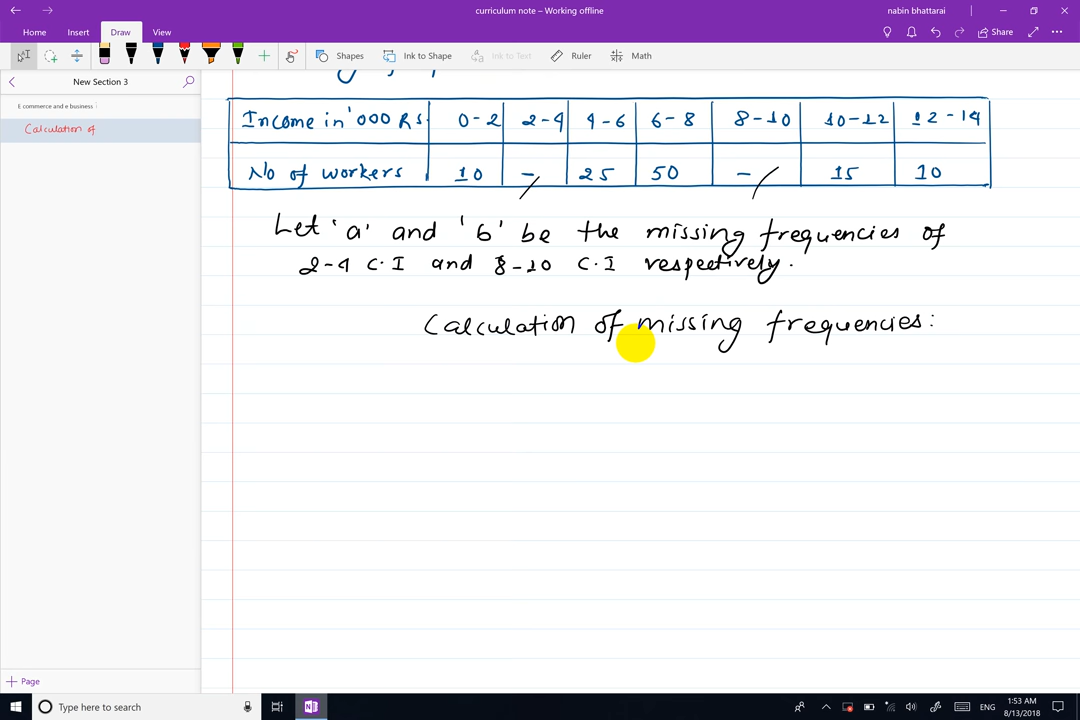 curriculum note – Working offline
nabin bhattarai
Home Insert Draw View
Share
Shapes Ink to Shape Ink to Text Ruler Math
New Section 3
E commerce and e business
Calculation of
Income in '000 Rs. 0-2 2-4 4-6 6-8 8-10 10-12 12-14
No of workers 10 - 25 50 - 15 10
Let 'a' and 'b' be the missing frequencies of
2-4 C.I and 8-10 C.I respectively.
Calculation of missing frequencies:
+ Page
Type here to search
ENG
1:53 AM
8/13/2018